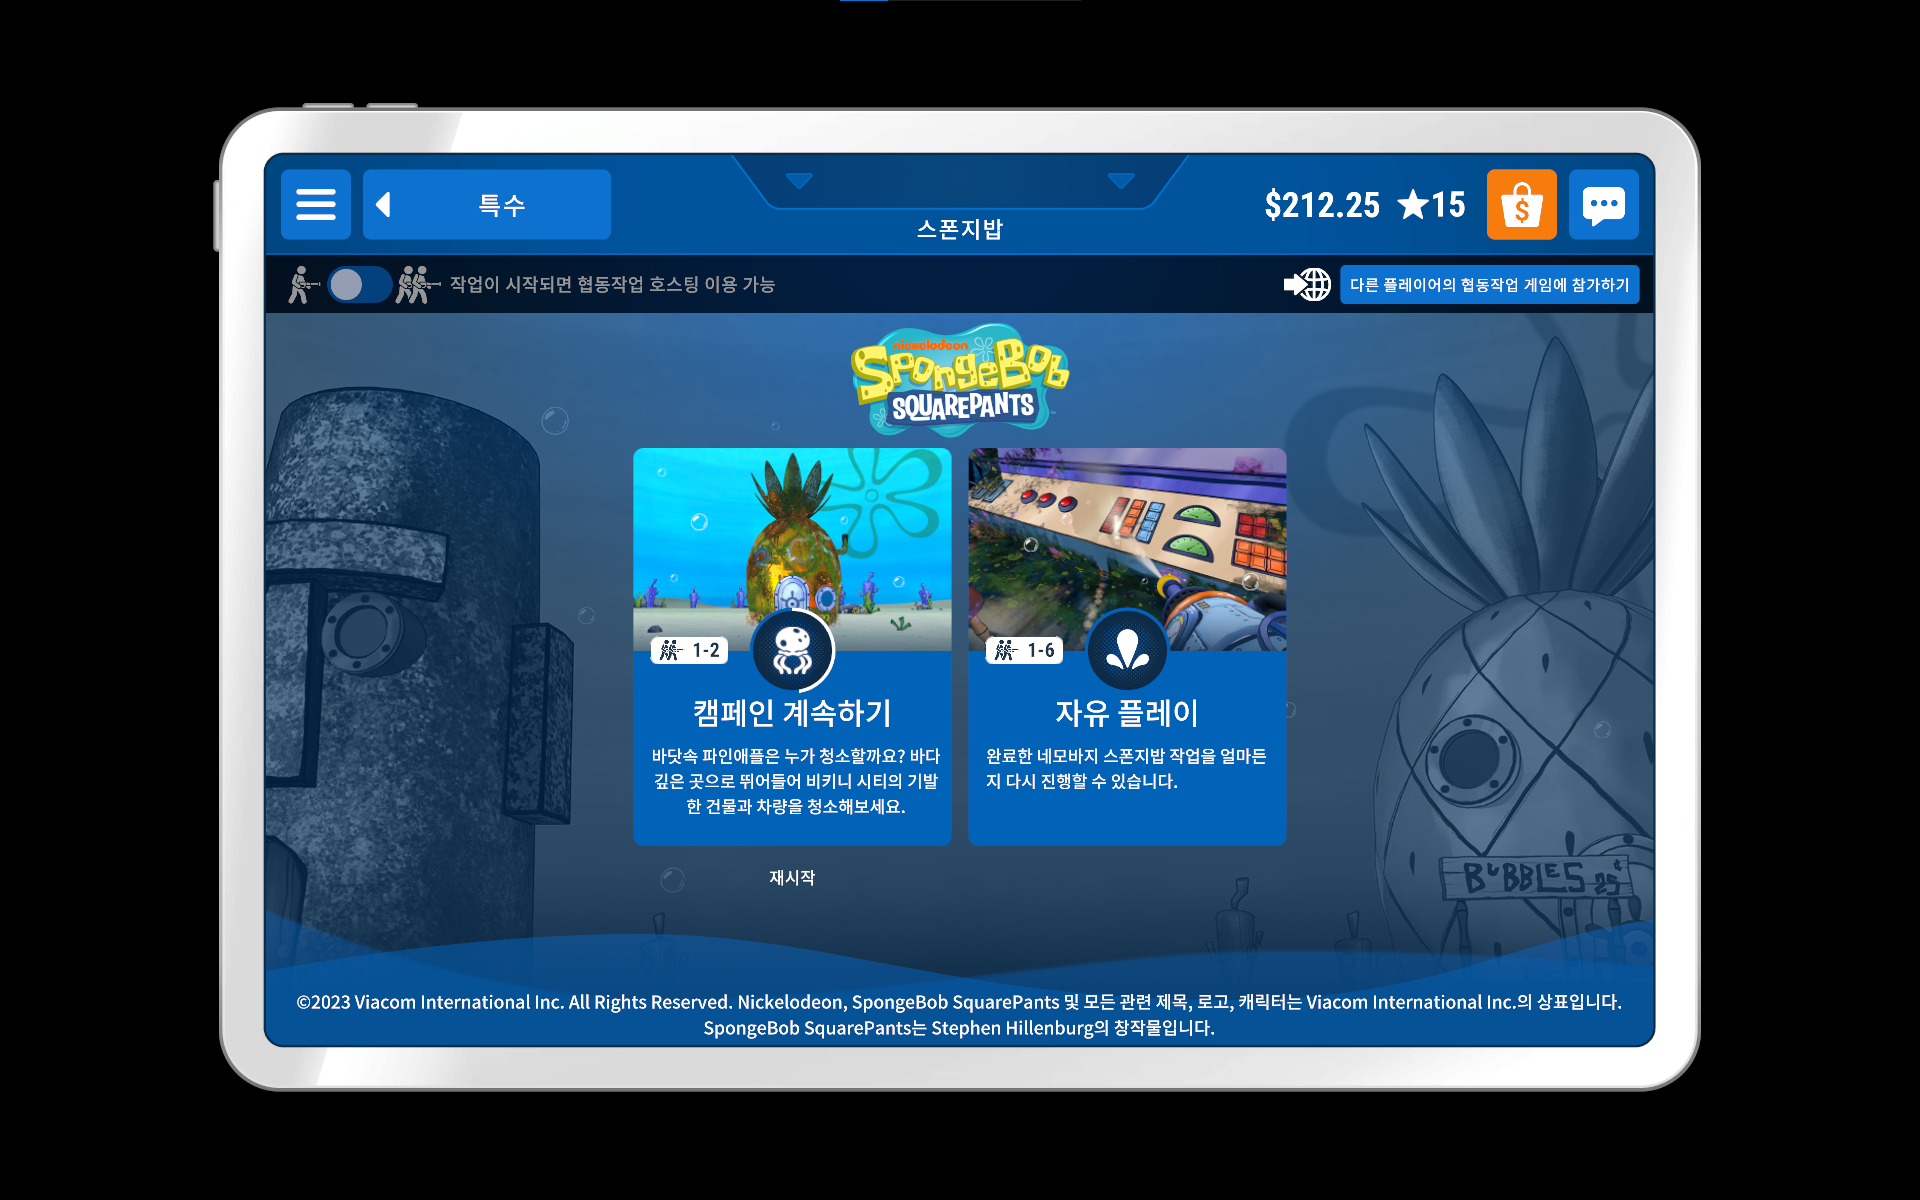 특수
스폰지밥
$212.25 ★15
작업이 시작되면 협동작업 호스팅 이용 가능
다른 플레이어의 협동작업 게임에 참가하기
nickelodeon
SpongeBob
SQUAREPANTS
1-2
캠페인 계속하기
바닷속 파인애플은 누가 청소할까요? 바다
깊은 곳으로 뛰어들어 비키니 시티의 기발
한 건물과 차량을 청소해보세요.
재시작
1-6
자유 플레이
완료한 네모바지 스폰지밥 작업을 얼마든
지 다시 진행할 수 있습니다.
BUBBLES 25¢
©2023 Viacom International Inc. All Rights Reserved. Nickelodeon, SpongeBob SquarePants 및 모든 관련 제목, 로고, 캐릭터는 Viacom International Inc.의 상표입니다.
SpongeBob SquarePants는 Stephen Hillenburg의 창작물입니다.